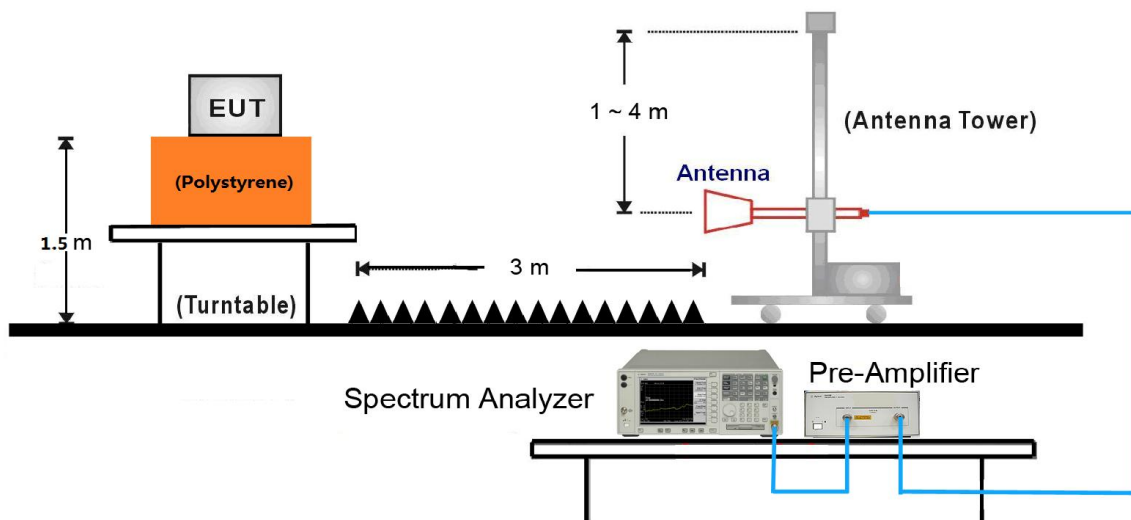 EUT
(Polystyrene)
1.5 m
(Turntable)
3 m
1 ~ 4 m
Antenna
(Antenna Tower)
Spectrum Analyzer
Pre-Amplifier